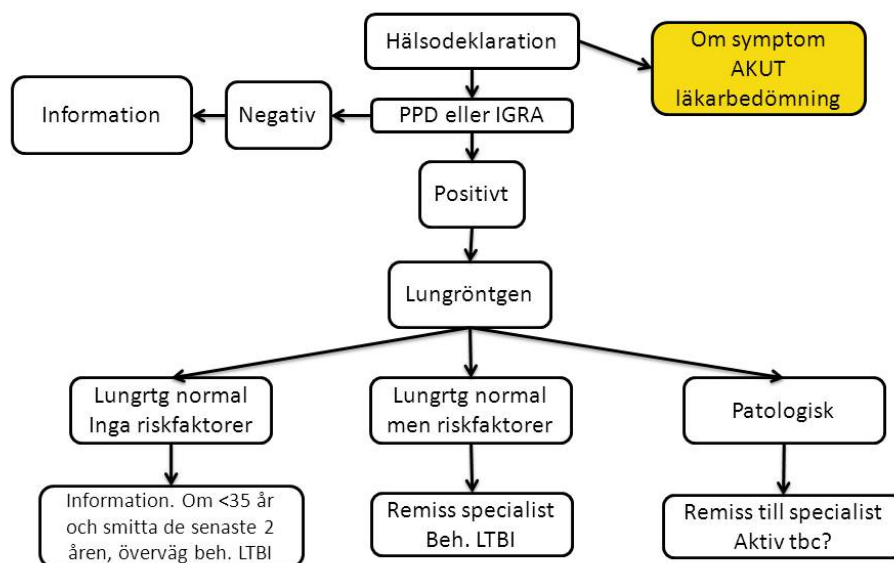 Hälsodeklaration
Om symptom
AKUT
läkarbedömning
Information
Negativ
PPD eller IGRA
Positivt
Lungröntgen
Lungrtg normal
Inga riskfaktorer
Lungrtg normal
men riskfaktorer
Patologisk
Information. Om <35 år
och smitta de senaste 2
åren, överväg beh. LTBI
Remiss specialist
Beh. LTBI
Remiss till specialist
Aktiv tbc?